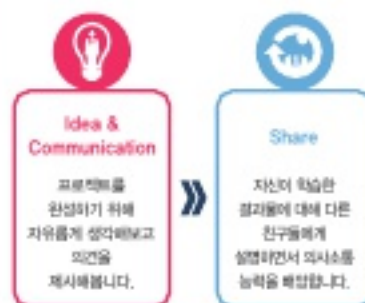 Idea &
Communication
프로젝트를
완성하기 위해
자유롭게 생각해보고
의견을
제시해봅니다.
Share
자신이 학습한
결과물에 대해 다른
친구들에게
설명하면서 의사소통
능력을 배양합니다.